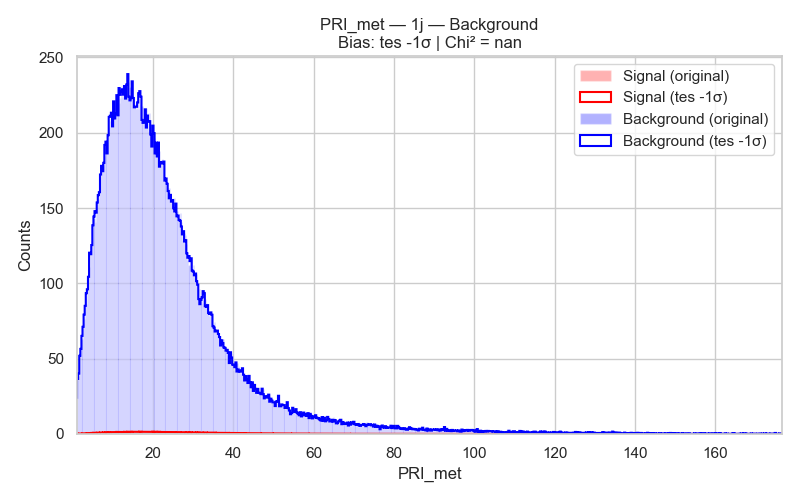 PRI_met — 1j — Background
Bias: tes -1σ | Chi² = nan
Signal (original)
Signal (tes -1σ)
Background (original)
Background (tes -1σ)
Counts
250
200
150
100
50
0
20
40
60
80
100
120
140
160
PRI_met